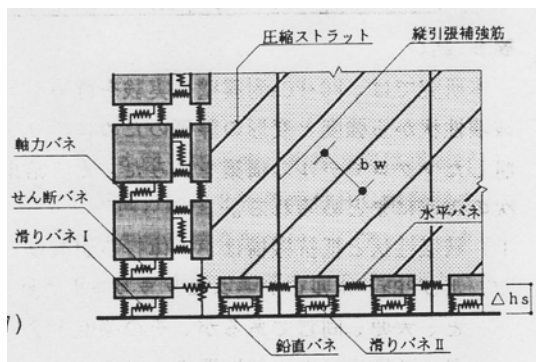 圧縮ストラット
縦引張補強筋
軸力バネ
bw
せん断バネ
水平バネ
滑りバネⅠ
△hs
7)
鉛直バネ
滑りバネⅡ